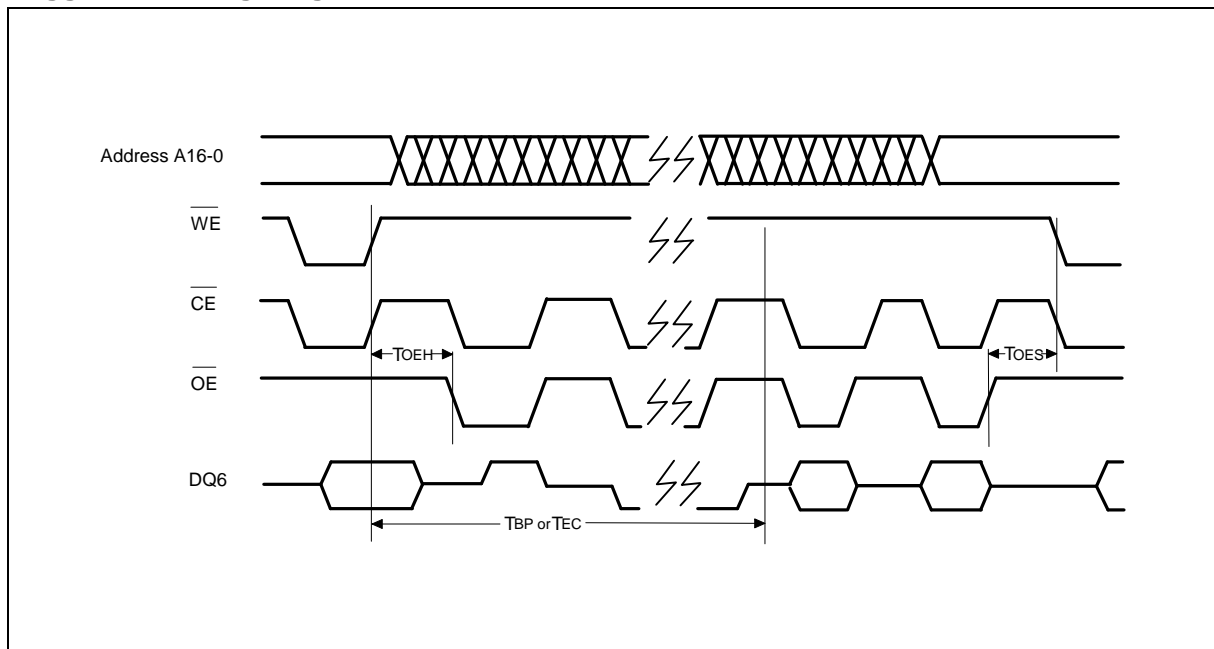 Address A16-0
WE
CE
TOEH
TOES
OE
DQ6
TBP or TEC